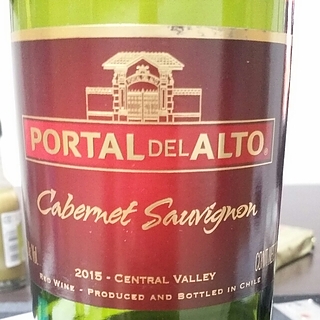 PORTAL DEL ALTO®
Cabernet Sauvignon
2015 - CENTRAL VALLEY
RED WINE - PRODUCED AND BOTTLED IN CHILE